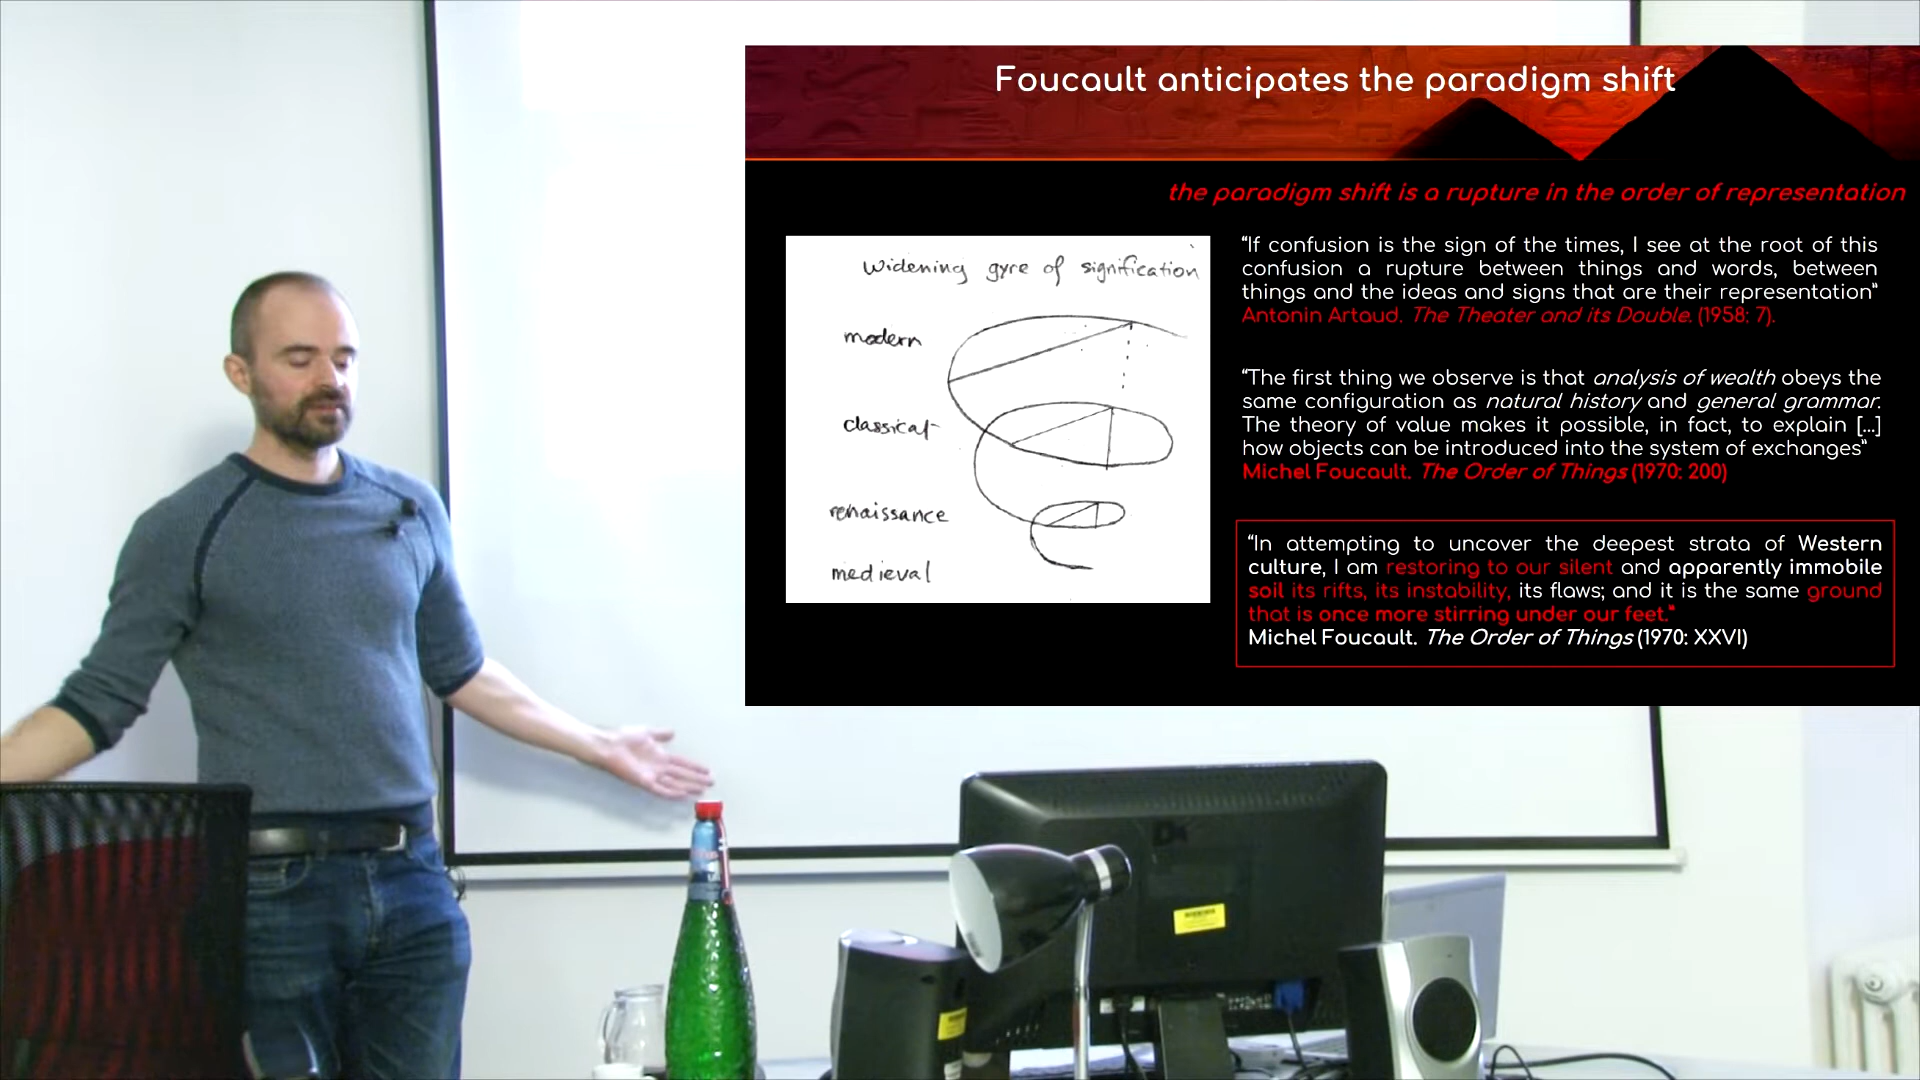 Foucault anticipates the paradigm shift
the paradigm shift is a rupture in the order of representation
Widening gyre of signification
modern
classical
renaissance
medieval
“If confusion is the sign of the times, I see at the root of this
confusion a rupture between things and words, between
things and the ideas and signs that are their representation”
Antonin Artaud. The Theater and its Double. (1958: 7).
“The first thing we observe is that analysis of wealth obeys the
same configuration as natural history and general grammar.
The theory of value makes it possible, in fact, to explain [...]
how objects can be introduced into the system of exchanges”
Michel Foucault. The Order of Things (1970: 200)
“In attempting to uncover the deepest strata of Western
culture, I am restoring to our silent and apparently immobile
soil its rifts, its instability, its flaws; and it is the same ground
that is once more stirring under our feet.”
Michel Foucault. The Order of Things (1970: XXVI)